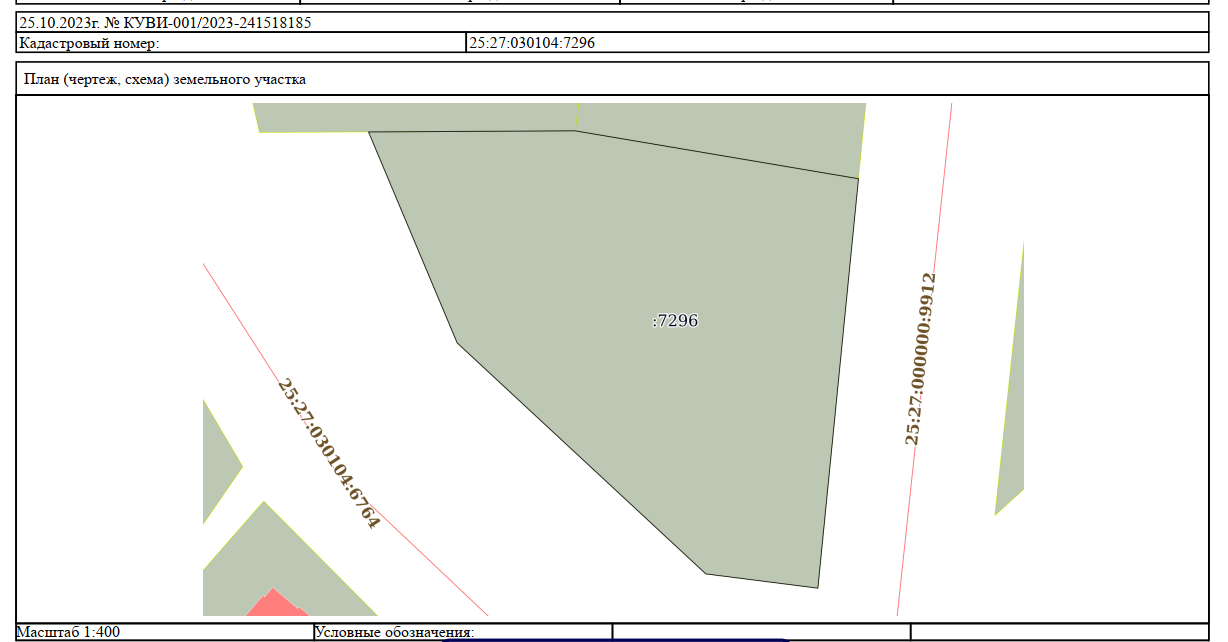 25.10.2023г. № КУВИ-001/2023-241518185
Кадастровый номер: 25:27:030104:7296
План (чертеж, схема) земельного участка
:7296
25:27:000000:9912
25:27:030104:6764
Масштаб 1:400 Условные обозначения: